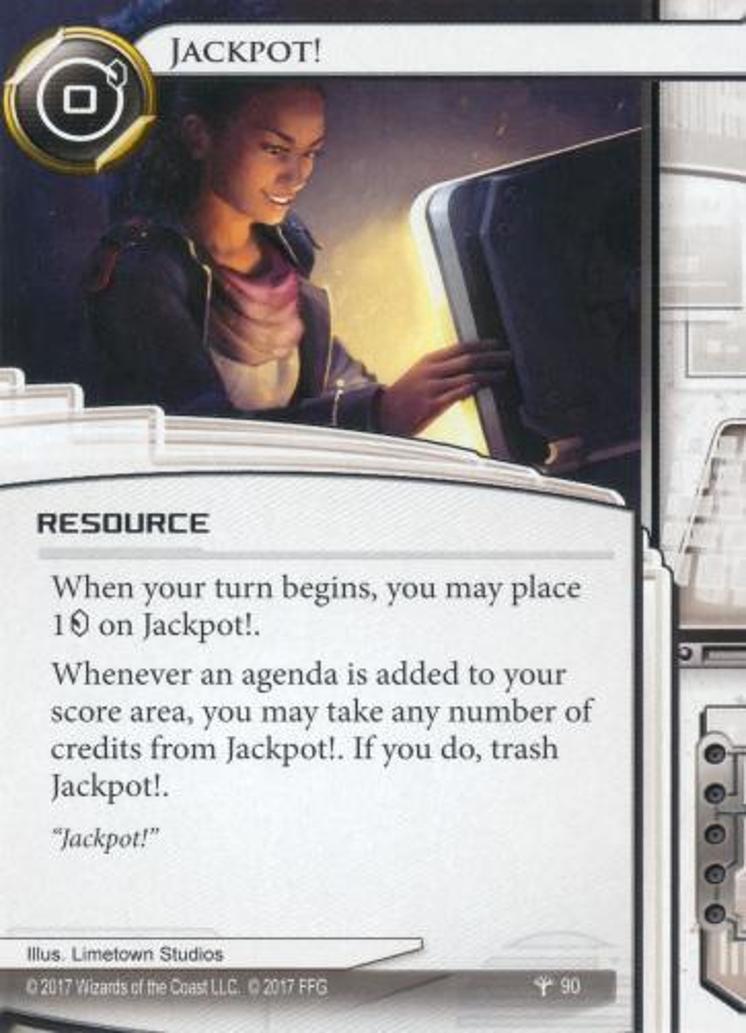 JACKPOT!
0
RESOURCE
When your turn begins, you may place
1 on Jackpot!.
Whenever an agenda is added to your
score area, you may take any number of
credits from Jackpot!. If you do, trash
Jackpot!.
“Jackpot!”
Illus. Limetown Studios
© 2017 Wizards of the Coast LLC. © 2017 FFG 90